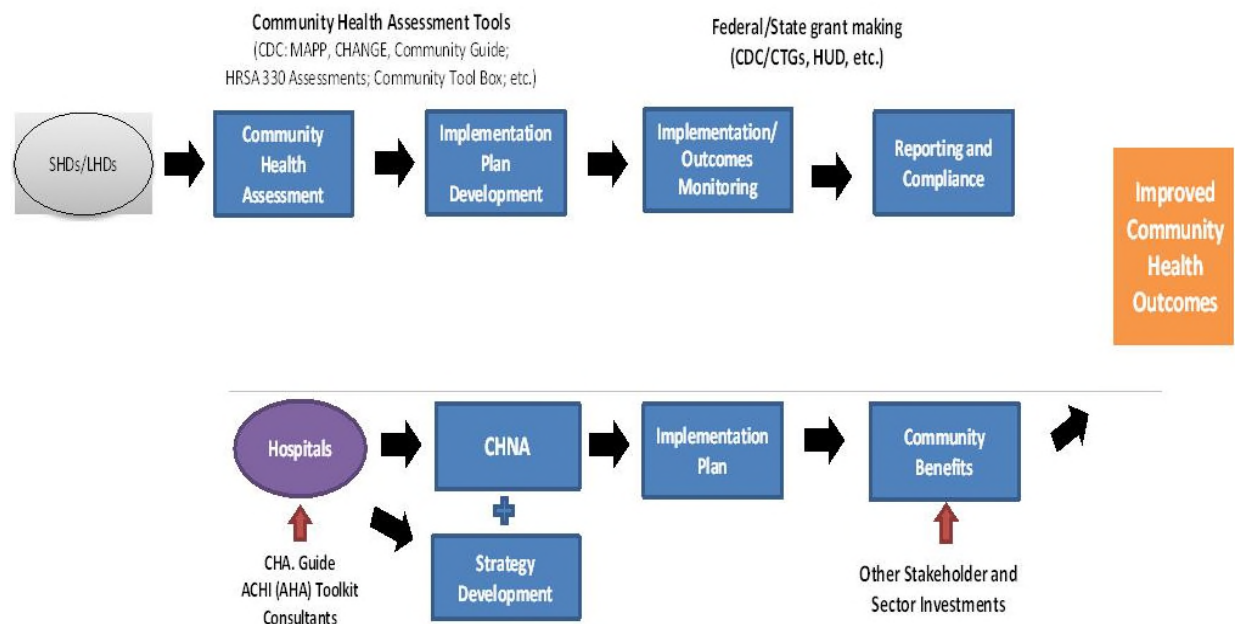 Community Health Assessment Tools
(CDC: MAPP, CHANGE, Community Guide;
HRSA 330 Assessments; Community Tool Box; etc.)
Federal/State grant making
(CDC/CTGs, HUD, etc.)
SHDs/LHDs
Community
Health
Assessment
Implementation
Plan
Development
Implementation/
Outcomes
Monitoring
Reporting and
Compliance
Improved
Community
Health
Outcomes
Hospitals
CHNA
Implementation
Plan
Community
Benefits
CHA. Guide
ACHI (AHA) Toolkit
Consultants
Strategy
Development
Other Stakeholder and
Sector Investments